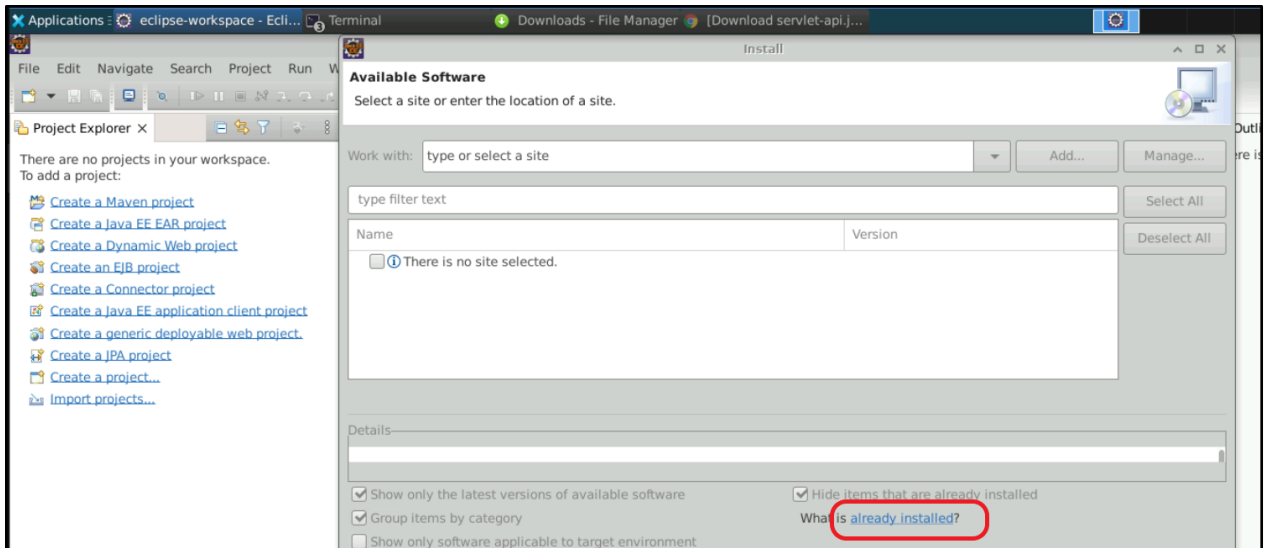 Applications
eclipse-workspace - Ecli...
3
Terminal
Downloads - File Manager
[Download servlet-api.j...
Install
File Edit Navigate Search Project Run W
Project Explorer
There are no projects in your workspace.
To add a project:
Create a Maven project
Create a Java EE EAR project
Create a Dynamic Web project
Create an EJB project
Create a Connector project
Create a Java EE application client project
Create a generic deployable web project.
Create a JPA project
Create a project...
Import projects...
Available Software
Select a site or enter the location of a site.
Work with: type or select a site
Add...
Manage...
type filter text
Select All
Name Version
Deselect All
There is no site selected.
Details
Show only the latest versions of available software
Hide items that are already installed
Group items by category
What is already installed?
Show only software applicable to target environment
Outli
ere is